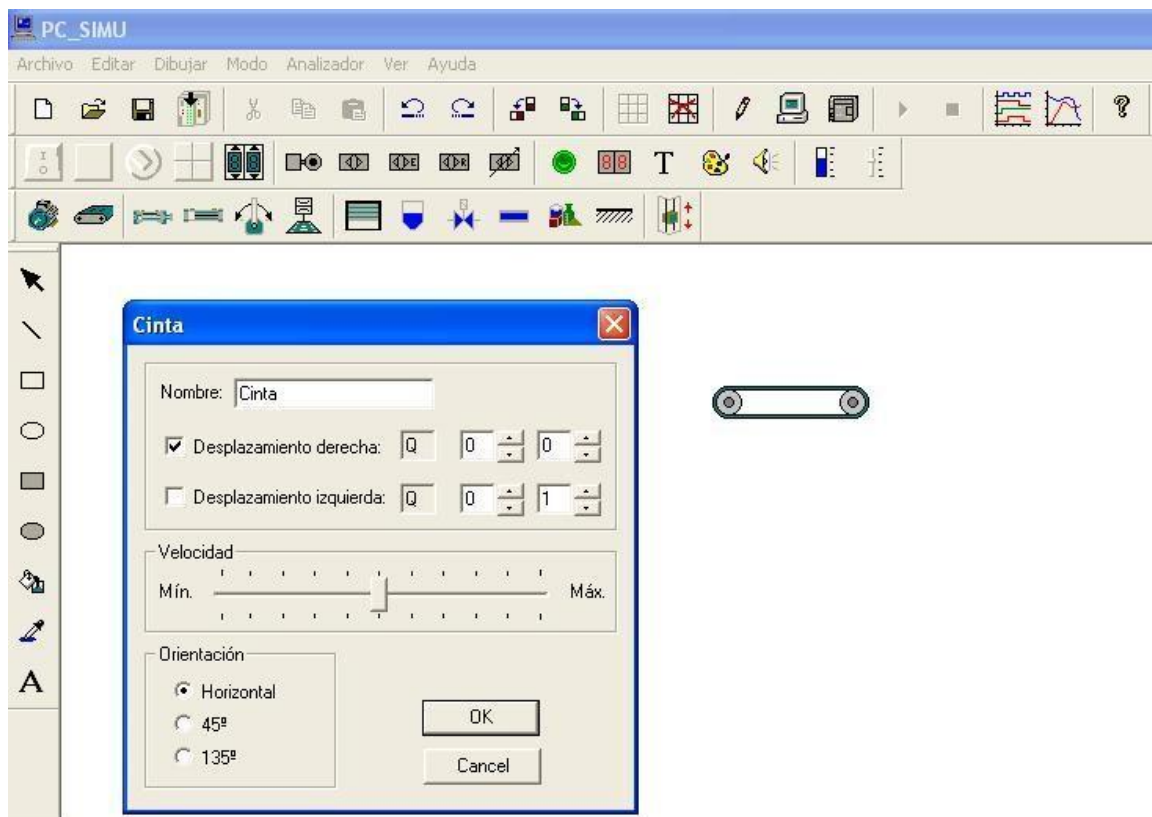 PC_SIMU
Archivo Editar Dibujar Modo Analizador Ver Ayuda
I
O
88
T
A
Cinta
Nombre: Cinta
Desplazamiento derecha: Q 0 0
Desplazamiento izquierda: Q 0 1
Velocidad
Mín. Máx.
Orientación
Horizontal
45º
135º
OK
Cancel